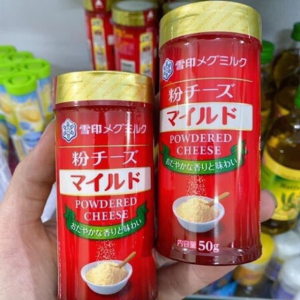 雪印メグミルク
粉チーズ
マイルド
POWDERED
CHEESE
おだやかな香りと味わい
雪印メグミルク
粉チーズ
マイルド
POWDERED
CHEESE
おだやかな香りと味わい
内容量50g